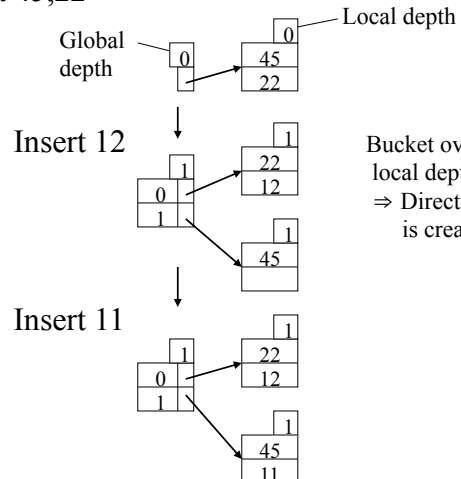 45,22
Global
depth
0
Local depth
0
45
22
Insert 12
1
0
1
1
22
12
1
45
Bucket ov
local dept
⇒ Direct
is crea
Insert 11
1
0
1
1
22
12
1
45
11